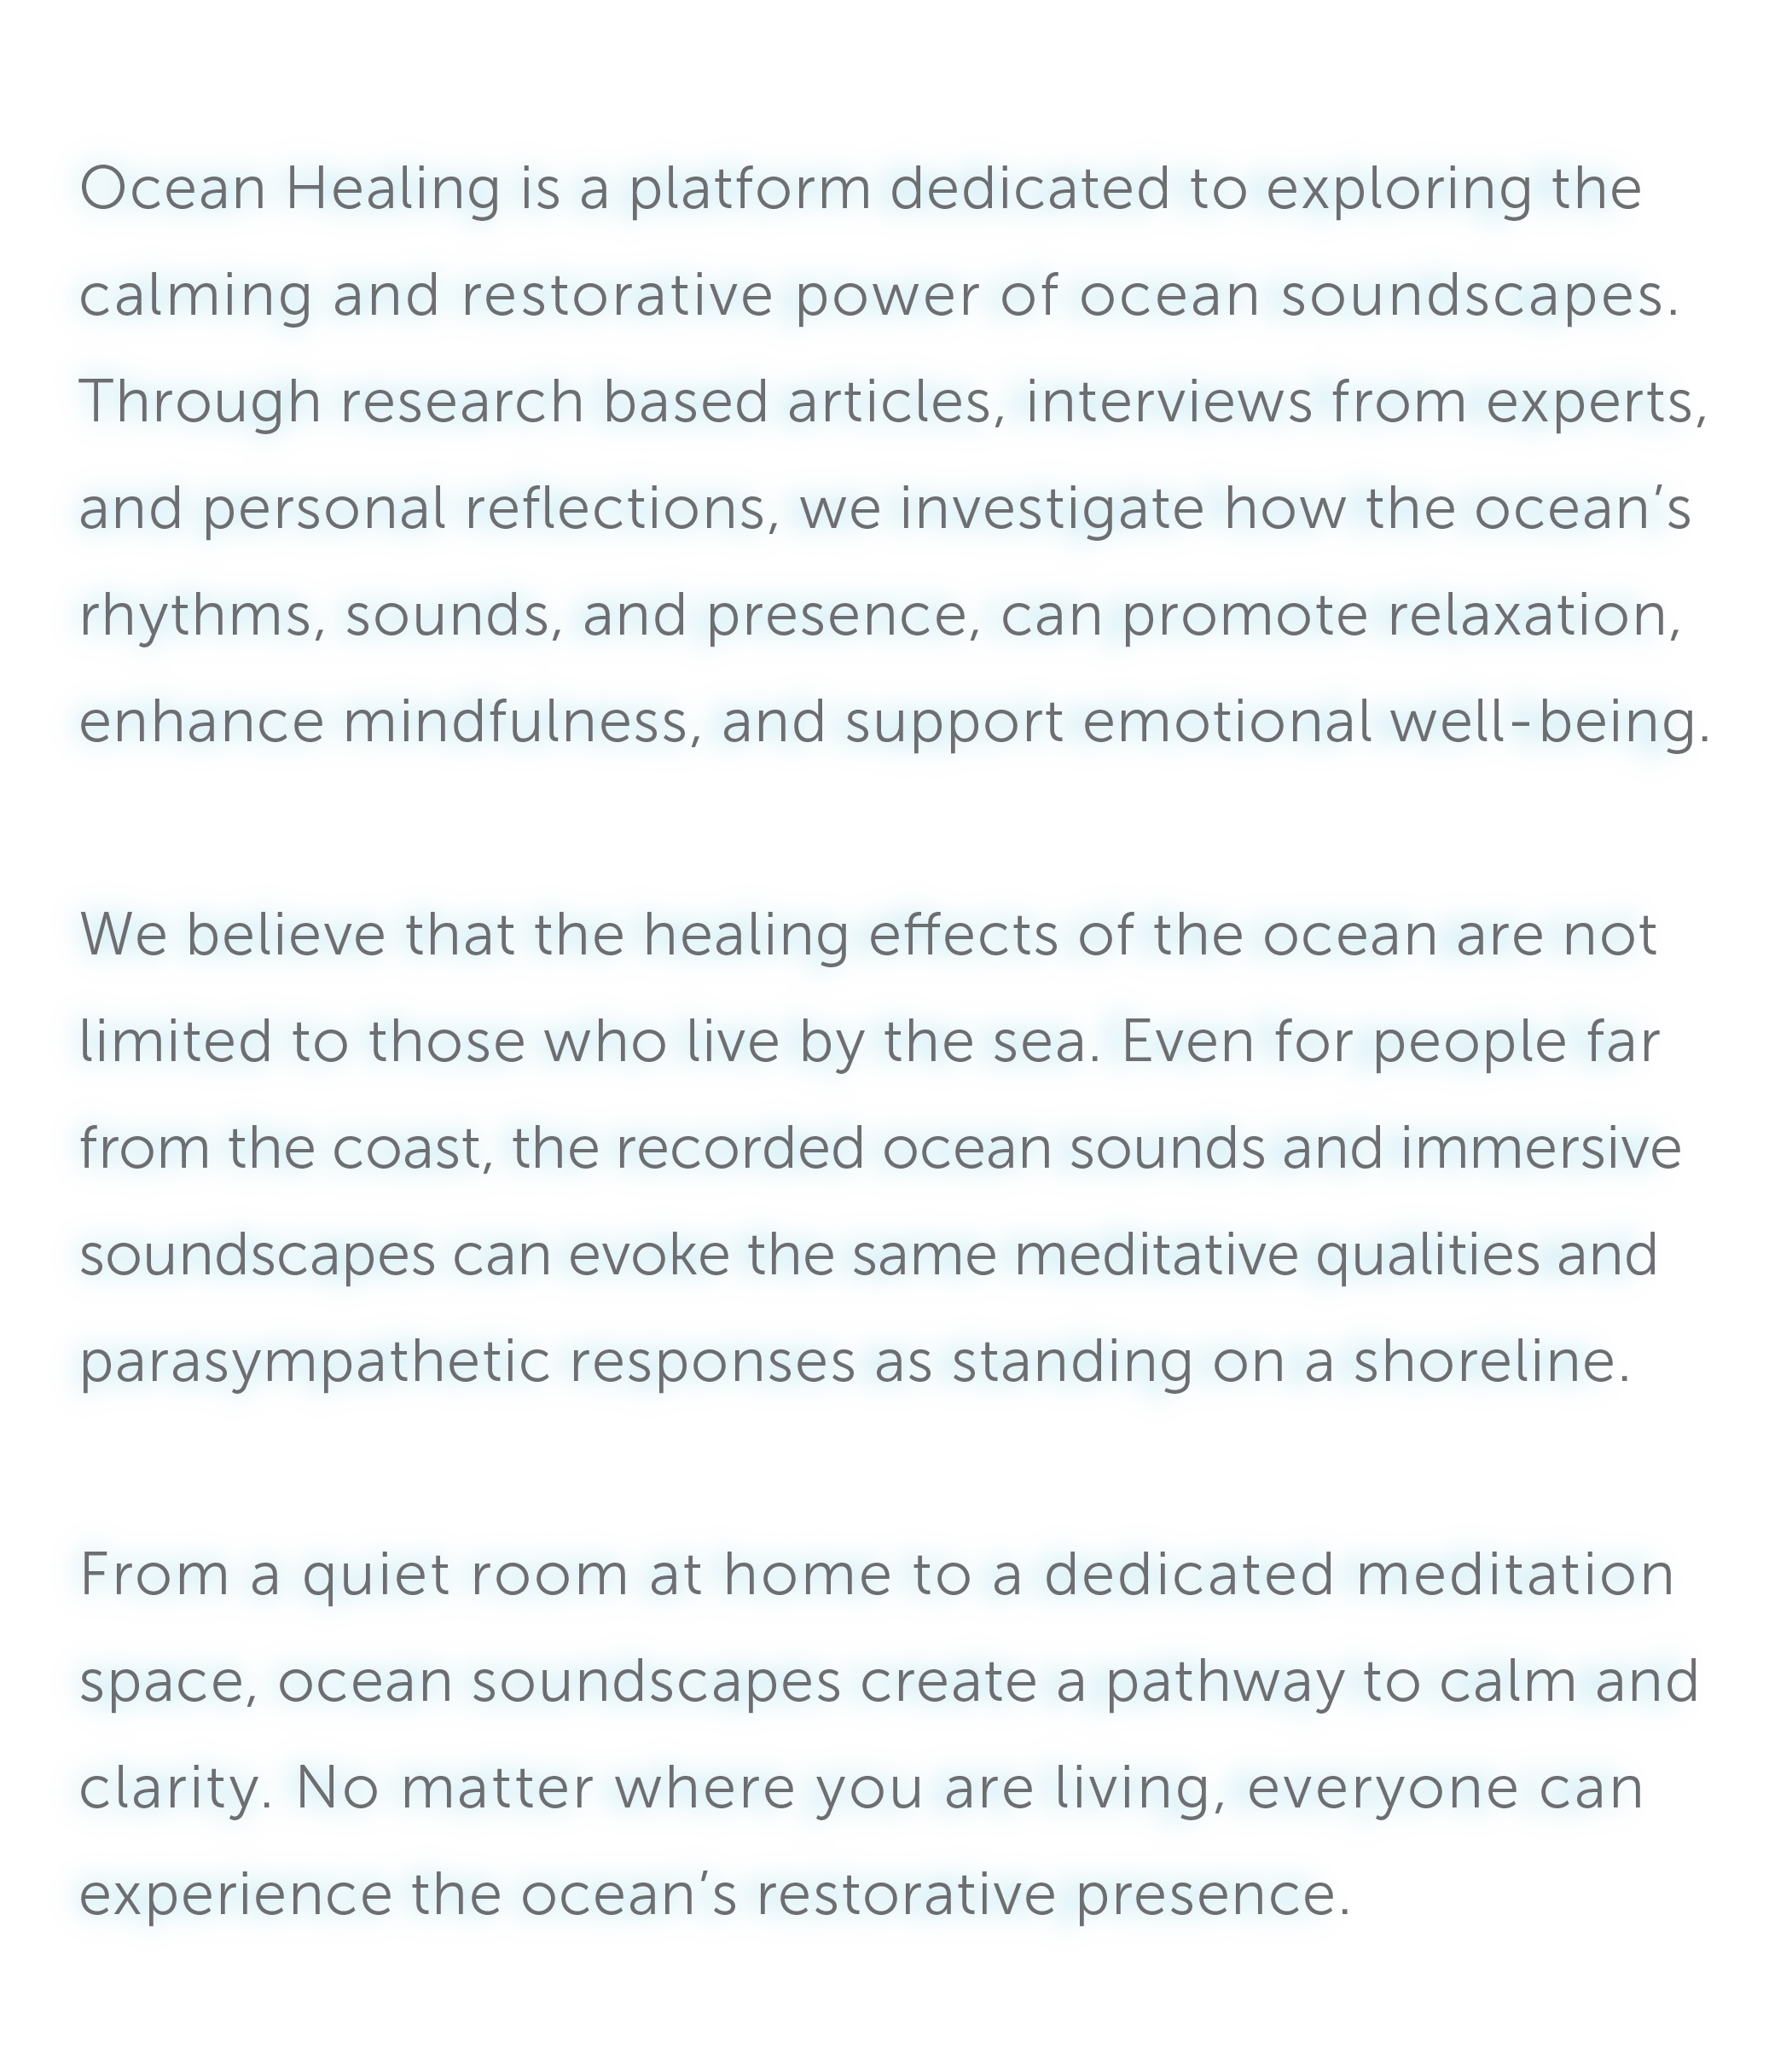 Ocean Healing is a platform dedicated to exploring the
calming and restorative power of ocean soundscapes.
Through research based articles, interviews from experts,
and personal reflections, we investigate how the ocean’s
rhythms, sounds, and presence, can promote relaxation,
enhance mindfulness, and support emotional well-being.
We believe that the healing effects of the ocean are not
limited to those who live by the sea. Even for people far
from the coast, the recorded ocean sounds and immersive
soundscapes can evoke the same meditative qualities and
parasympathetic responses as standing on a shoreline.
From a quiet room at home to a dedicated meditation
space, ocean soundscapes create a pathway to calm and
clarity. No matter where you are living, everyone can
experience the ocean’s restorative presence.